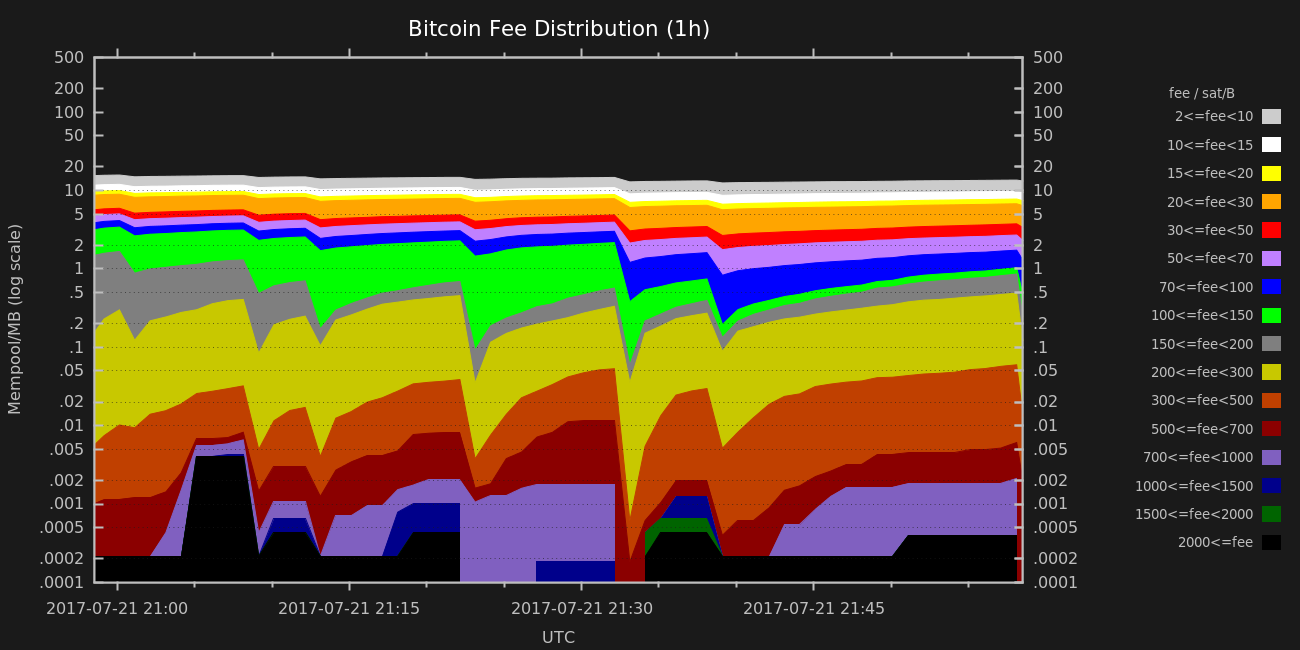 Bitcoin Fee Distribution (1h)
500
200
100
50
20
10
5
2
1
.5
.2
.1
.05
.02
.01
.005
.002
.001
.0005
.0002
.0001
Mempool/MB (log scale)
500
200
100
50
20
10
5
2
1
.5
.2
.1
.05
.02
.01
.005
.002
.001
.0005
.0002
.0001
2017-07-21 21:00
2017-07-21 21:15
2017-07-21 21:30
2017-07-21 21:45
UTC
fee / sat/B
2<=fee<10
10<=fee<15
15<=fee<20
20<=fee<30
30<=fee<50
50<=fee<70
70<=fee<100
100<=fee<150
150<=fee<200
200<=fee<300
300<=fee<500
500<=fee<700
700<=fee<1000
1000<=fee<1500
1500<=fee<2000
2000<=fee